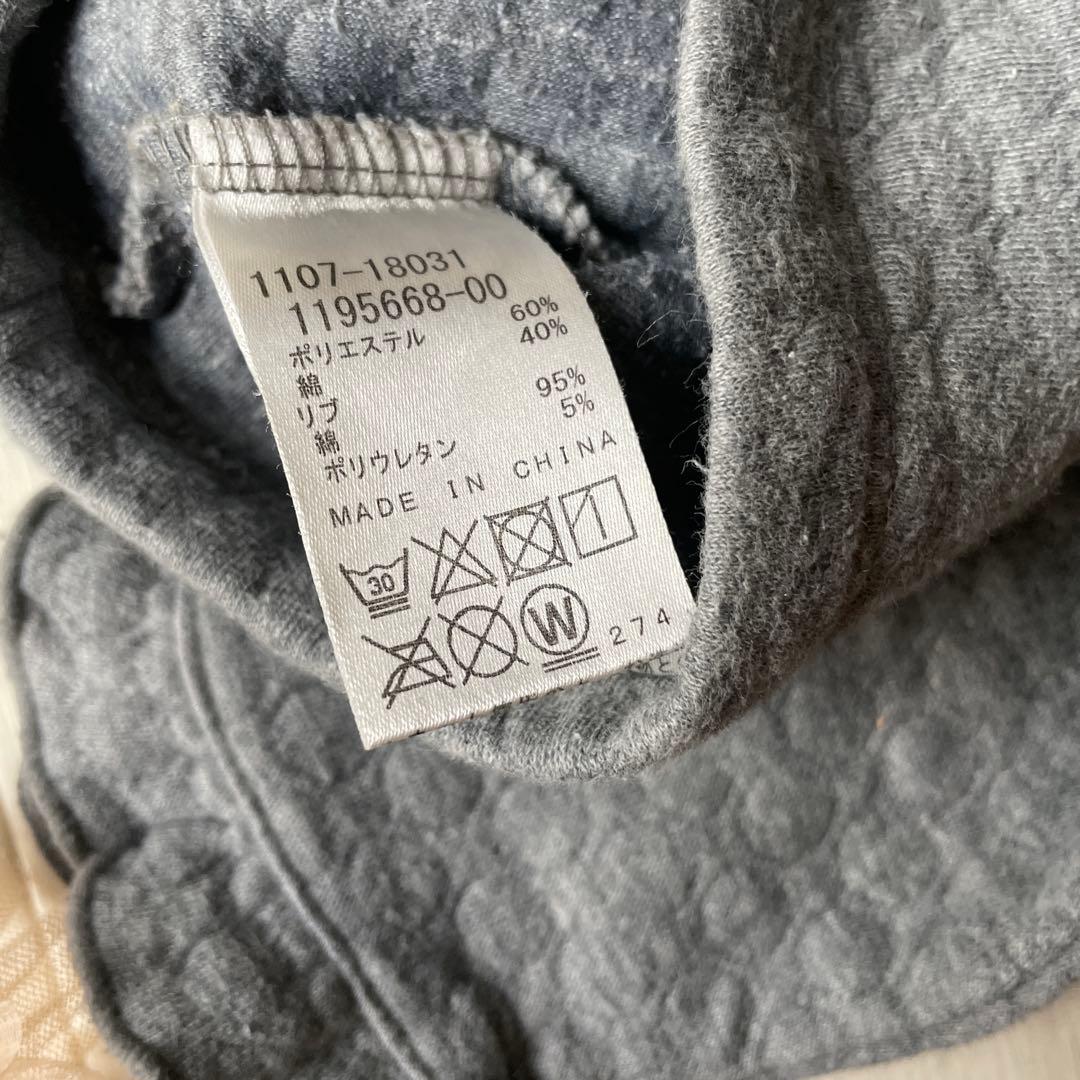 1107-18031
1195668-00
ポリエステル 60%
綿 40%
リブ
綿 95%
ポリウレタン 5%
MADE IN CHINA
30
W 274